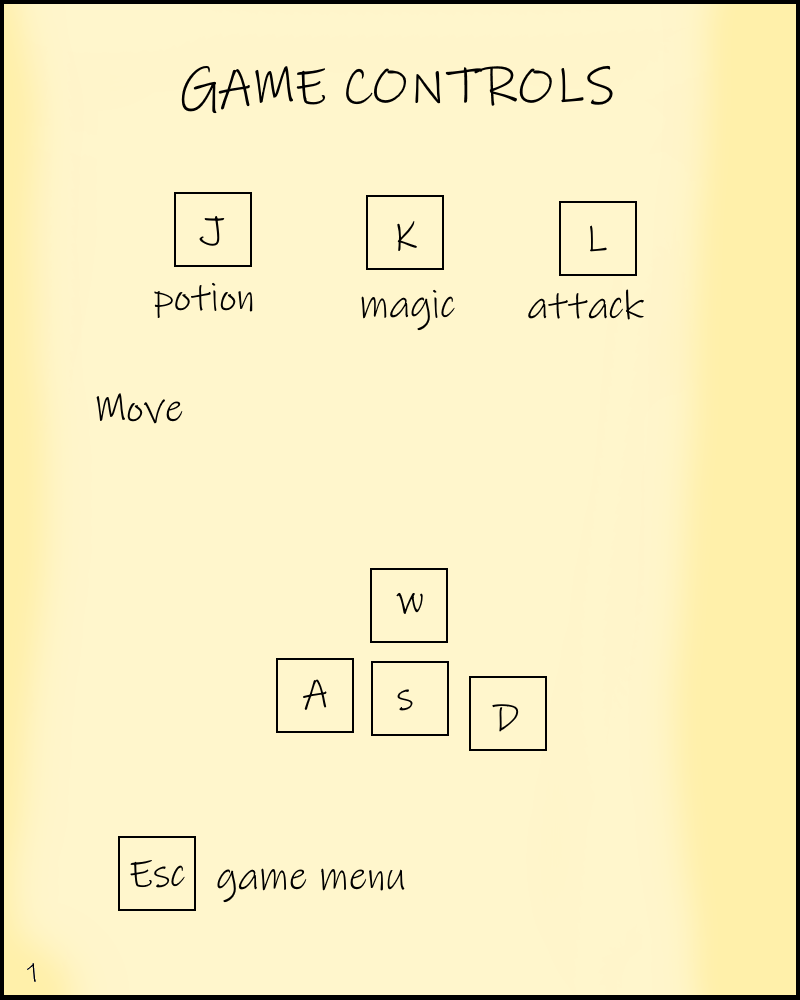 GAME CONTROLS
J K L
potion magic attack
Move
W
A S D
Esc game menu
1